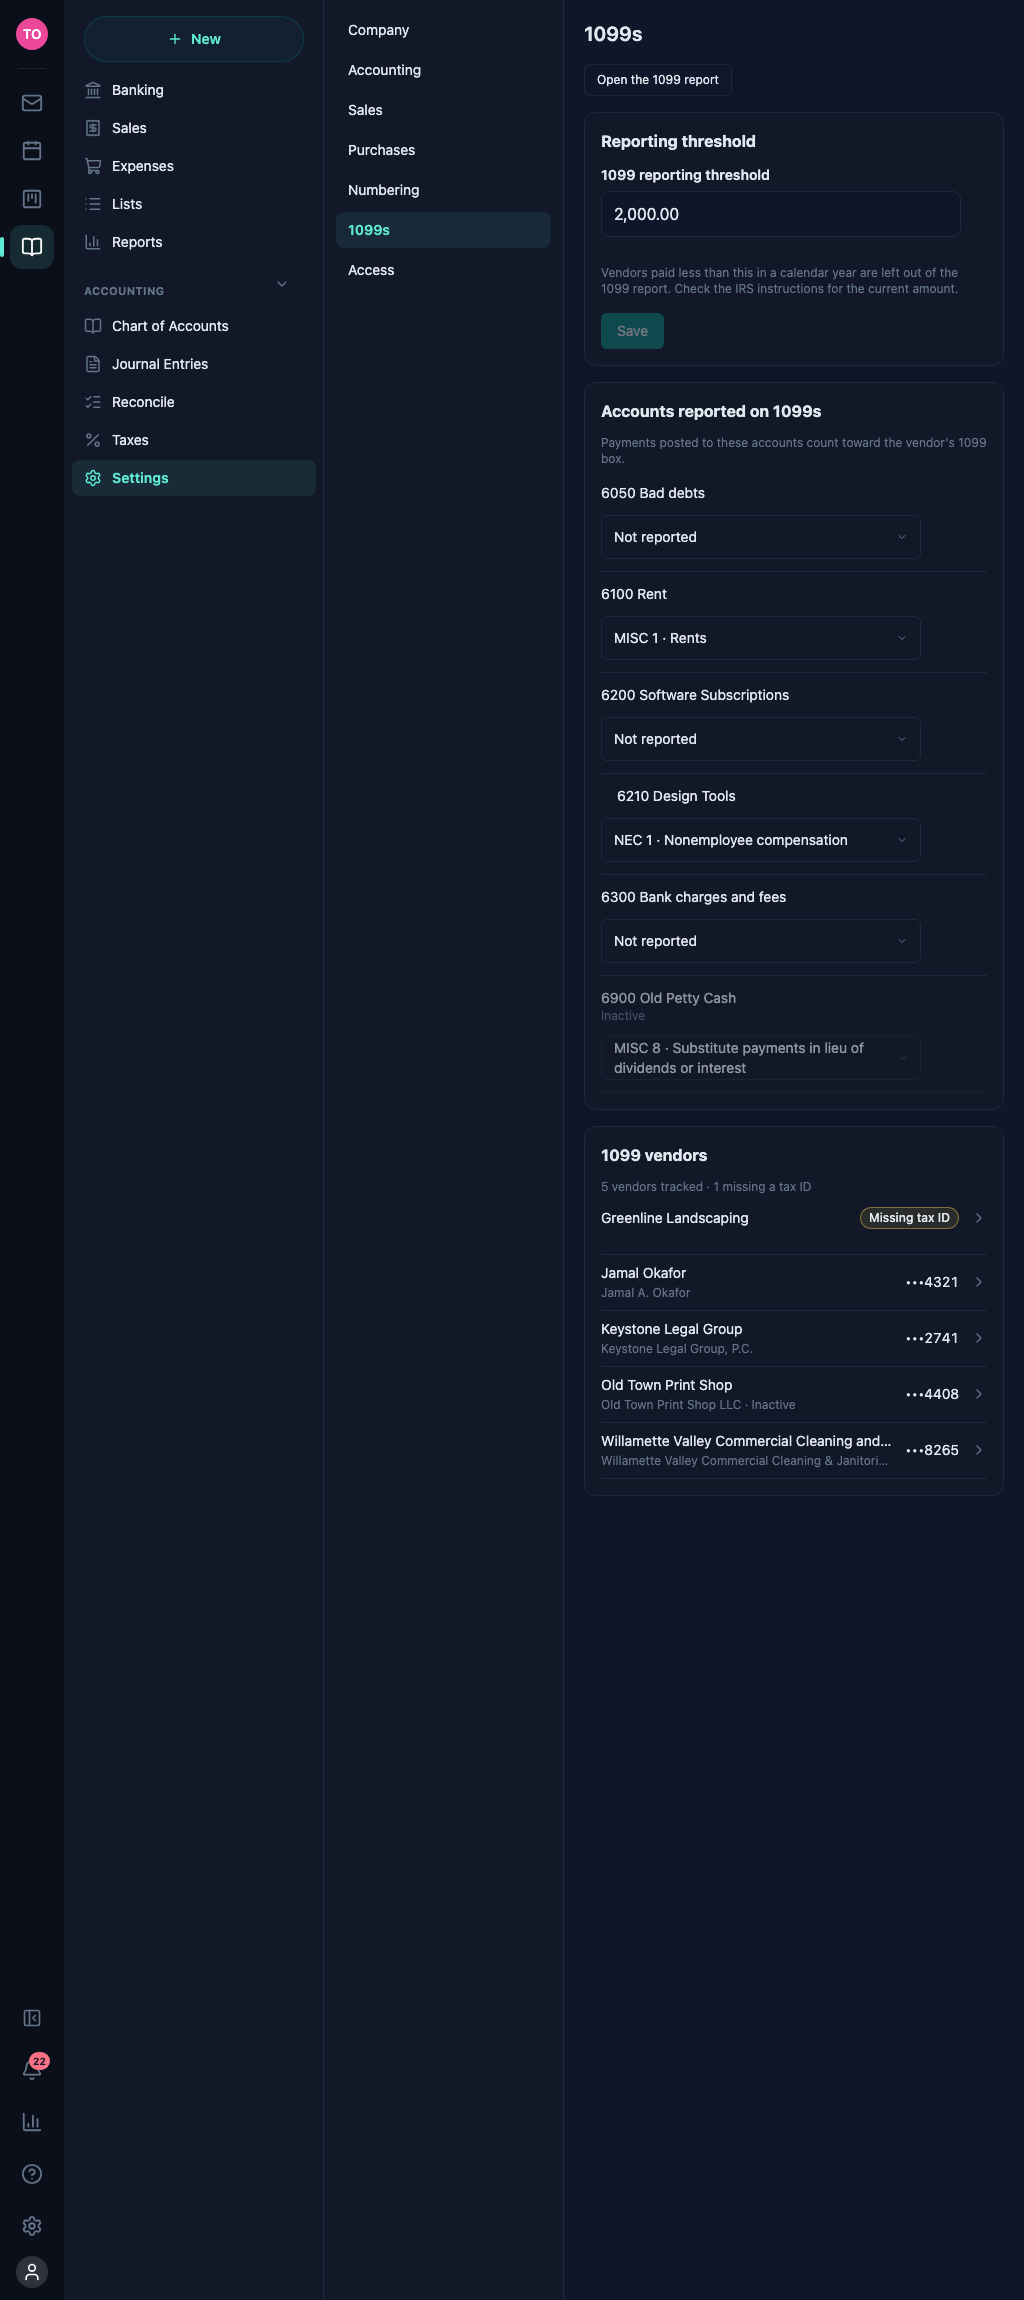 TO
New
Banking
Sales
Expenses
Lists
Reports
ACCOUNTING
Chart of Accounts
Journal Entries
Reconcile
Taxes
Settings
22
Company
Accounting
Sales
Purchases
Numbering
1099s
Access
1099s
Open the 1099 report
Reporting threshold
1099 reporting threshold
2,000.00
Vendors paid less than this in a calendar year are left out of the
1099 report. Check the IRS instructions for the current amount.
Save
Accounts reported on 1099s
Payments posted to these accounts count toward the vendor's 1099
box.
6050 Bad debts
Not reported
6100 Rent
MISC 1 · Rents
6200 Software Subscriptions
Not reported
6210 Design Tools
NEC 1 · Nonemployee compensation
6300 Bank charges and fees
Not reported
6900 Old Petty Cash
Inactive
MISC 8 · Substitute payments in lieu of
dividends or interest
1099 vendors
5 vendors tracked · 1 missing a tax ID
Greenline Landscaping
Missing tax ID
Jamal Okafor
•••4321
Jamal A. Okafor
Keystone Legal Group
•••2741
Keystone Legal Group, P.C.
Old Town Print Shop
•••4408
Old Town Print Shop LLC · Inactive
Willamette Valley Commercial Cleaning and...
•••8265
Willamette Valley Commercial Cleaning & Janitori...